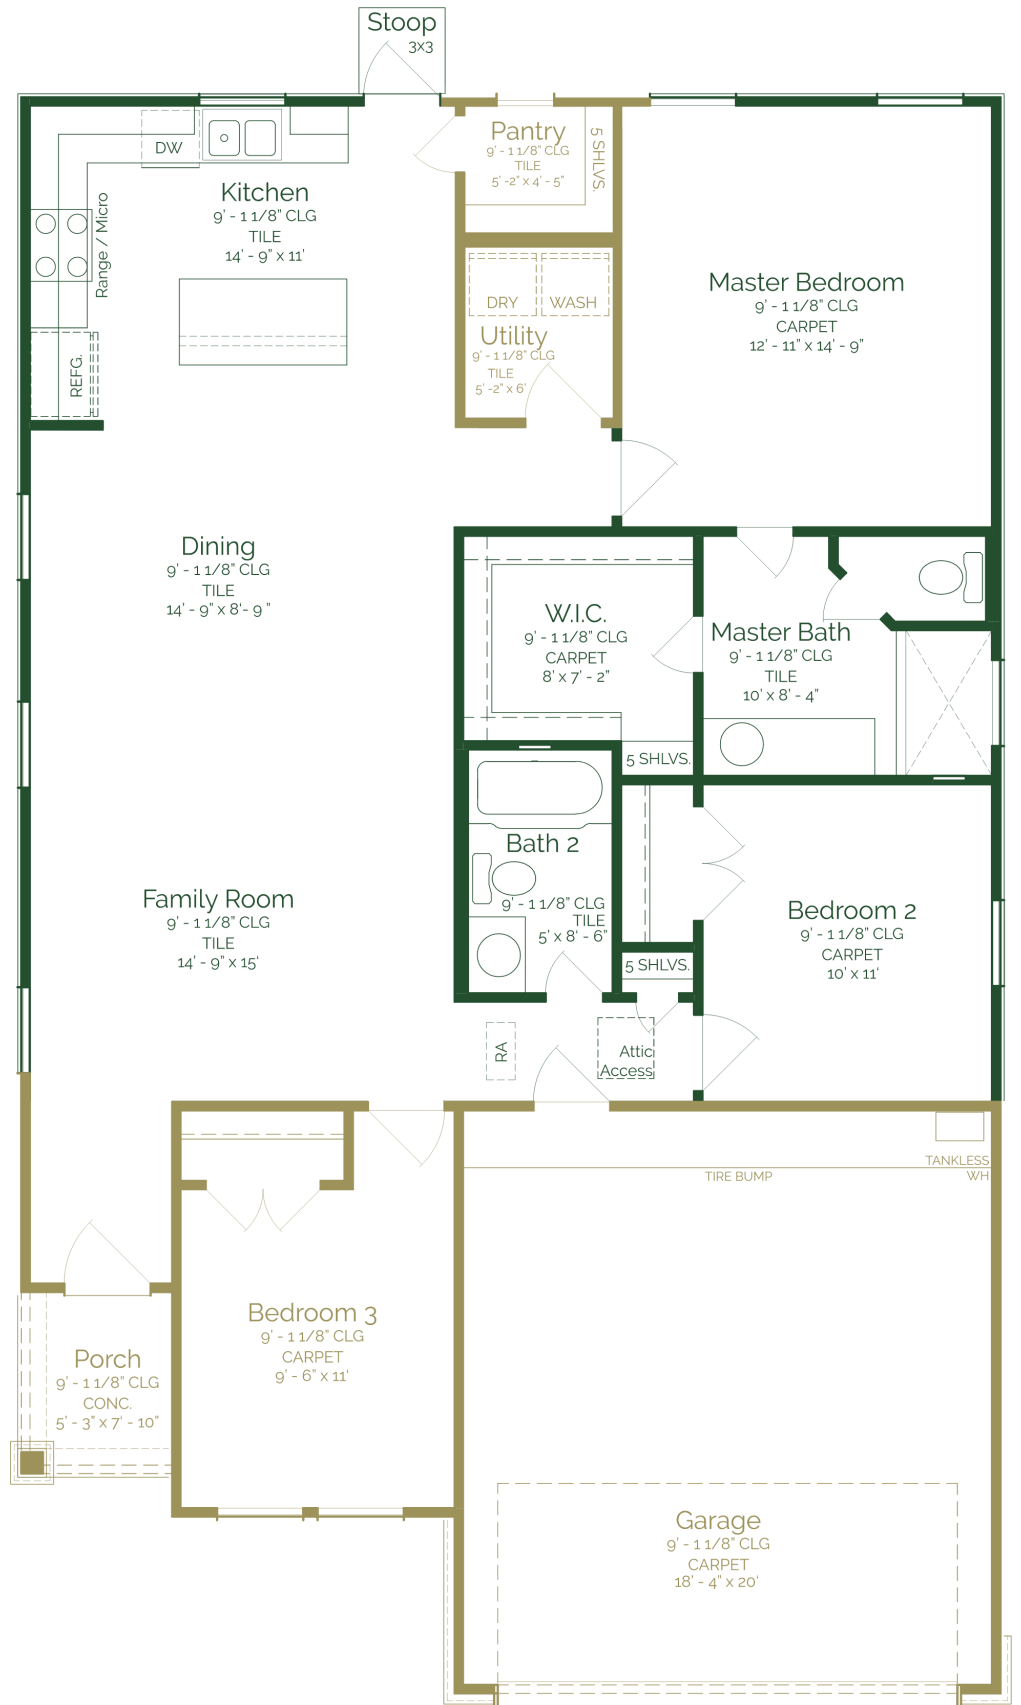 Stoop
3x3
Pantry
9' - 1 1/8" CLG
TILE
5' -2" x 4' - 5"
5 SHLVS.
DW
Kitchen
9' - 1 1/8" CLG
TILE
14' - 9" x 11'
Range / Micro
REFG.
DRY
WASH
Utility
9' - 1 1/8" CLG
TILE
5' -2" x 6'
Master Bedroom
9' - 1 1/8" CLG
CARPET
12' - 11" x 14' - 9"
Dining
9' - 1 1/8" CLG
TILE
14' - 9" x 8'- 9 "
W.I.C.
9' - 1 1/8" CLG
CARPET
8' x 7' - 2"
5 SHLVS.
Master Bath
9' - 1 1/8" CLG
TILE
10' x 8' - 4"
Bath 2
9' - 1 1/8" CLG
TILE
5' x 8' - 6"
Family Room
9' - 1 1/8" CLG
TILE
14' - 9" x 15'
Bedroom 2
9' - 1 1/8" CLG
CARPET
10' x 11'
5 SHLVS.
RA
Attic
Access
TANKLESS
WH
TIRE BUMP
Bedroom 3
9' - 1 1/8" CLG
CARPET
9' - 6" x 11'
Porch
9' - 1 1/8" CLG
CONC.
5' - 3" x 7' - 10"
Garage
9' - 1 1/8" CLG
CARPET
18' - 4" x 20'